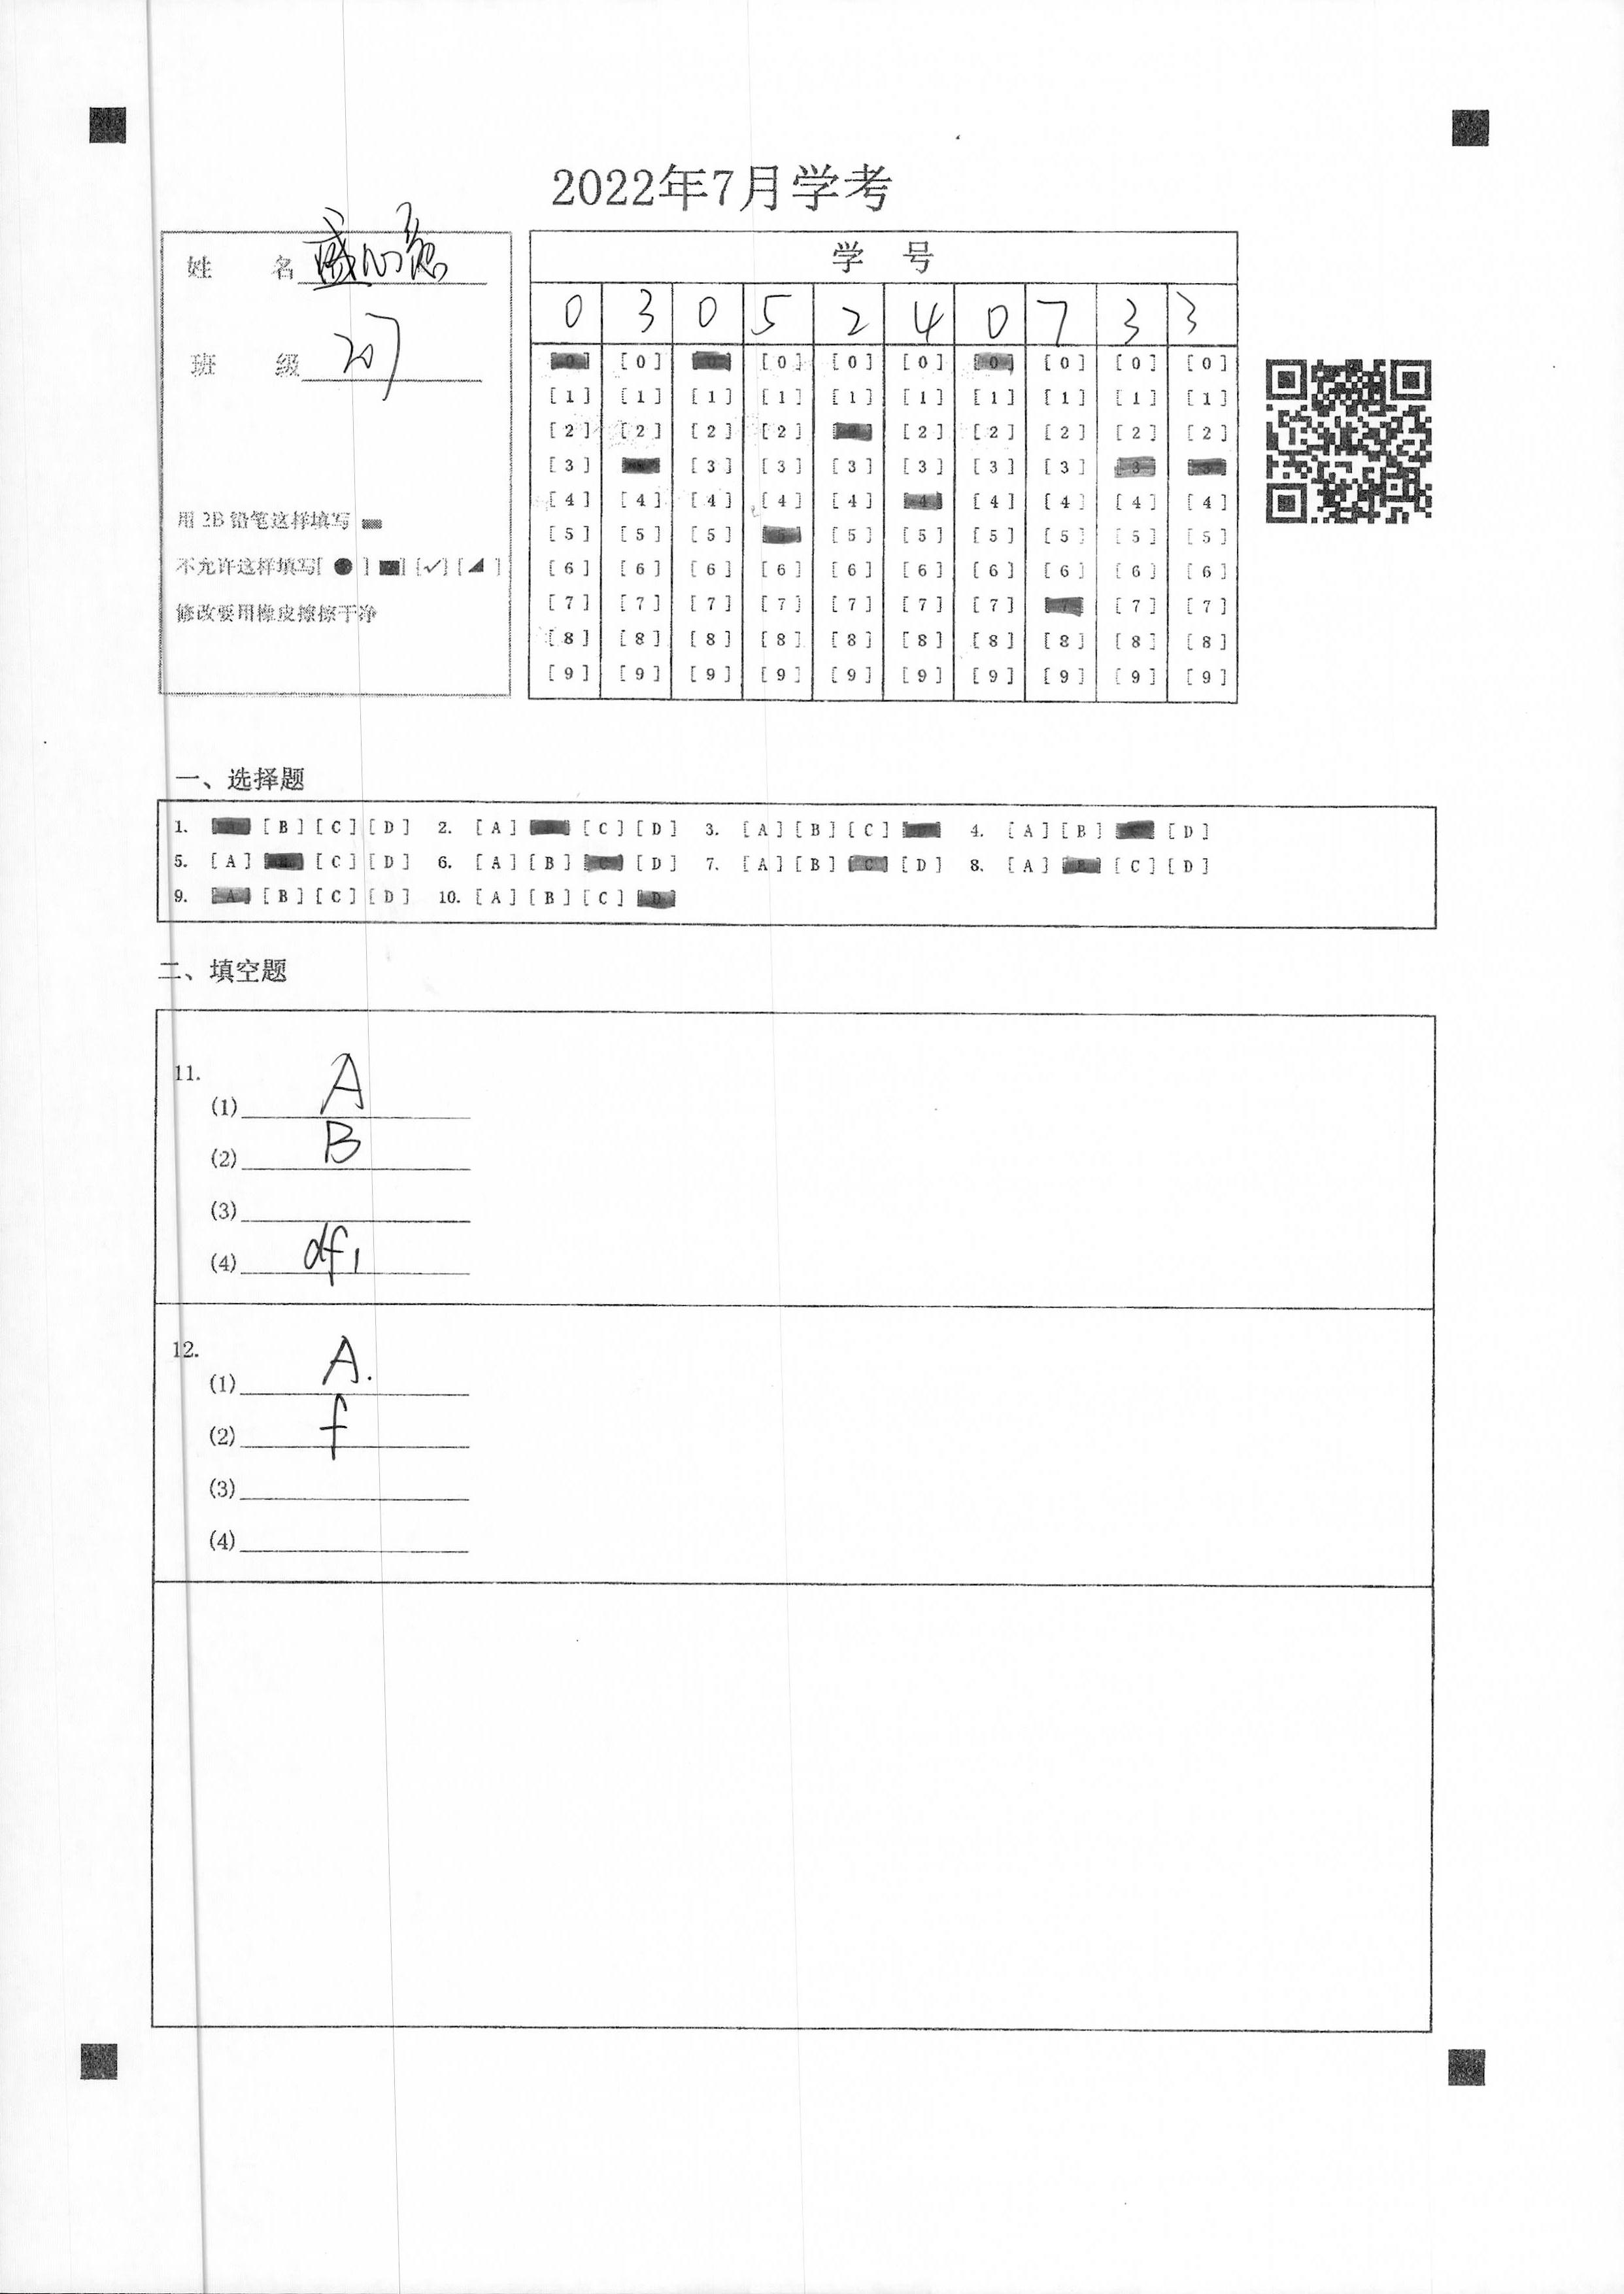 2022年7月学考
姓 名 盛心
班 级 207
用 2B 铅笔这样填写
不允许这样填写[●] [■] [✓] [◢]
修改要用橡皮擦擦干净
学 号
0 3 0 5 2 4 0 7 3 3
[0] [0] [0] [0] [0] [0] [0] [0] [0] [0]
[1] [1] [1] [1] [1] [1] [1] [1] [1] [1]
[2] [2] [2] [2] [2] [2] [2] [2] [2]
[3] [3] [3] [3] [3] [3] [3] [3] [3]
[4] [4] [4] [4] [4] [4] [4] [4] [4] [4]
[5] [5] [5] [5] [5] [5] [5] [5] [5]
[6] [6] [6] [6] [6] [6] [6] [6] [6] [6]
[7] [7] [7] [7] [7] [7] [7] [7] [7] [7]
[8] [8] [8] [8] [8] [8] [8] [8] [8] [8]
[9] [9] [9] [9] [9] [9] [9] [9] [9] [9]
一、选择题
1. [B] [C] [D] 2. [A] [C] [D] 3. [A] [B] [C] 4. [A] [B] [D]
5. [A] [C] [D] 6. [A] [B] [C] [D] 7. [A] [B] [C] [D] 8. [A] [B] [C] [D]
9. [A] [B] [C] [D] 10. [A] [B] [C] [D]
二、填空题
11.
(1) A
(2) B
(3)
(4) df,
12.
(1) A.
(2) f
(3)
(4)